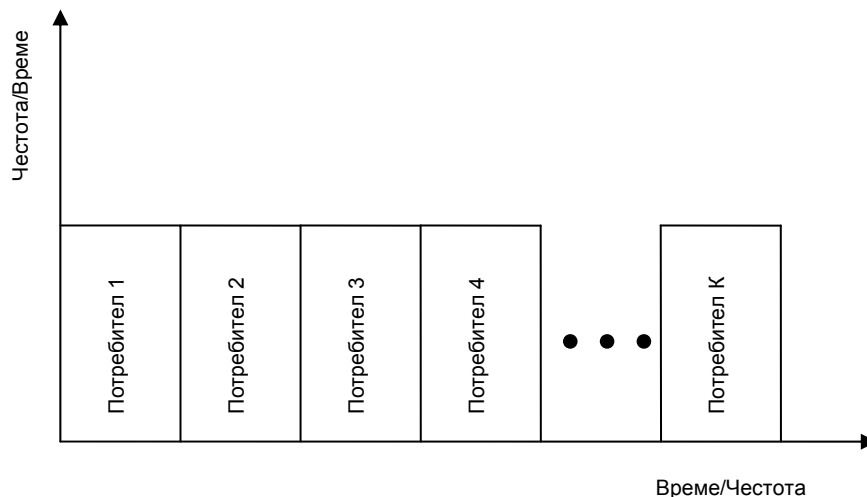 Честота/Време
Потребител 1
Потребител 2
Потребител 3
Потребител 4
Потребител К
Време/Честота